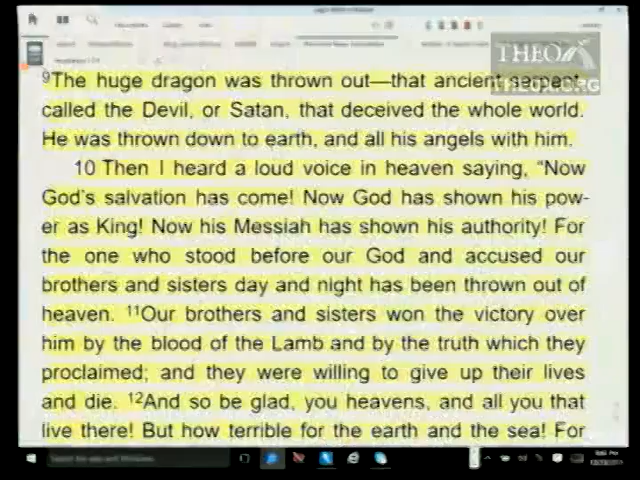 THEOX
THEOX.ORG
⁹The huge dragon was thrown out—that ancient serpent
called the Devil, or Satan, that deceived the whole world.
He was thrown down to earth, and all his angels with him.
10 Then I heard a loud voice in heaven saying, "Now
God's salvation has come! Now God has shown his pow-
er as King! Now his Messiah has shown his authority! For
the one who stood before our God and accused our
brothers and sisters day and night has been thrown out of
heaven. ¹¹Our brothers and sisters won the victory over
him by the blood of the Lamb and by the truth which they
proclaimed; and they were willing to give up their lives
and die. ¹²And so be glad, you heavens, and all you that
live there! But how terrible for the earth and the sea! For